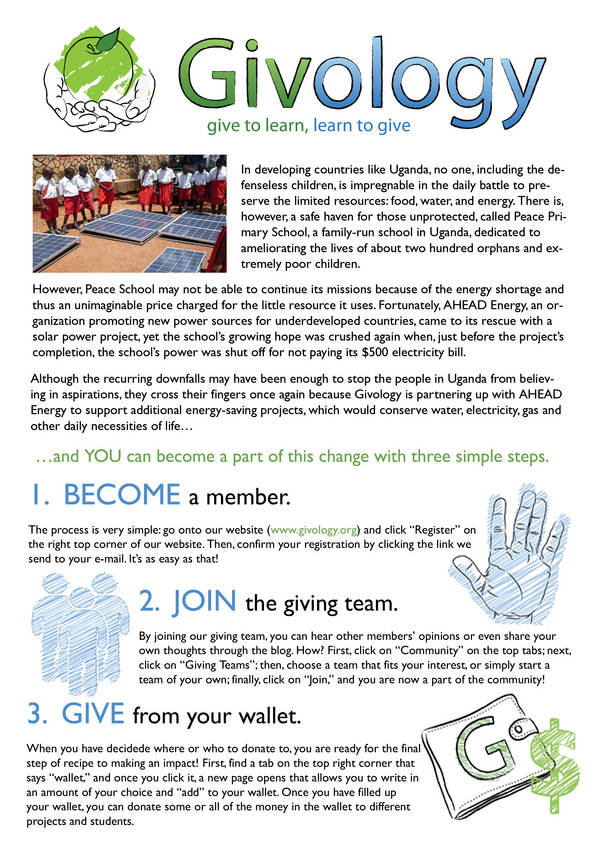 Givology
give to learn, learn to give
In developing countries like Uganda, no one, including the de-
fenseless children, is impregnable in the daily battle to pre-
serve the limited resources: food, water, and energy. There is,
however, a safe haven for those unprotected, called Peace Pri-
mary School, a family-run school in Uganda, dedicated to
ameliorating the lives of about two hundred orphans and ex-
tremely poor children.
However, Peace School may not be able to continue its missions because of the energy shortage and
thus an unimaginable price charged for the little resource it uses. Fortunately, AHEAD Energy, an or-
ganization promoting new power sources for underdeveloped countries, came to its rescue with a
solar power project, yet the school's growing hope was crushed again when, just before the project's
completion, the school's power was shut off for not paying its $500 electricity bill.
Although the recurring downfalls may have been enough to stop the people in Uganda from believ-
ing in aspirations, they cross their fingers once again because Givology is partnering up with AHEAD
Energy to support additional energy-saving projects, which would conserve water, electricity, gas and
other daily necessities of life…
…and YOU can become a part of this change with three simple steps.
1. BECOME a member.
The process is very simple: go onto our website (www.givology.org) and click “Register” on
the right top corner of our website. Then, confirm your registration by clicking the link we
send to your e-mail. It's as easy as that!
2. JOIN the giving team.
By joining our giving team, you can hear other members' opinions or even share your
own thoughts through the blog. How? First, click on “Community” on the top tabs; next,
click on “Giving Teams”; then, choose a team that fits your interest, or simply start a
team of your own; finally, click on “Join,” and you are now a part of the community!
3. GIVE from your wallet.
When you have decidede where or who to donate to, you are ready for the final
step of recipe to making an impact! First, find a tab on the top right corner that
says “wallet,” and once you click it, a new page opens that allows you to write in
an amount of your choice and “add” to your wallet. Once you have filled up
your wallet, you can donate some or all of the money in the wallet to different
projects and students.
G
$